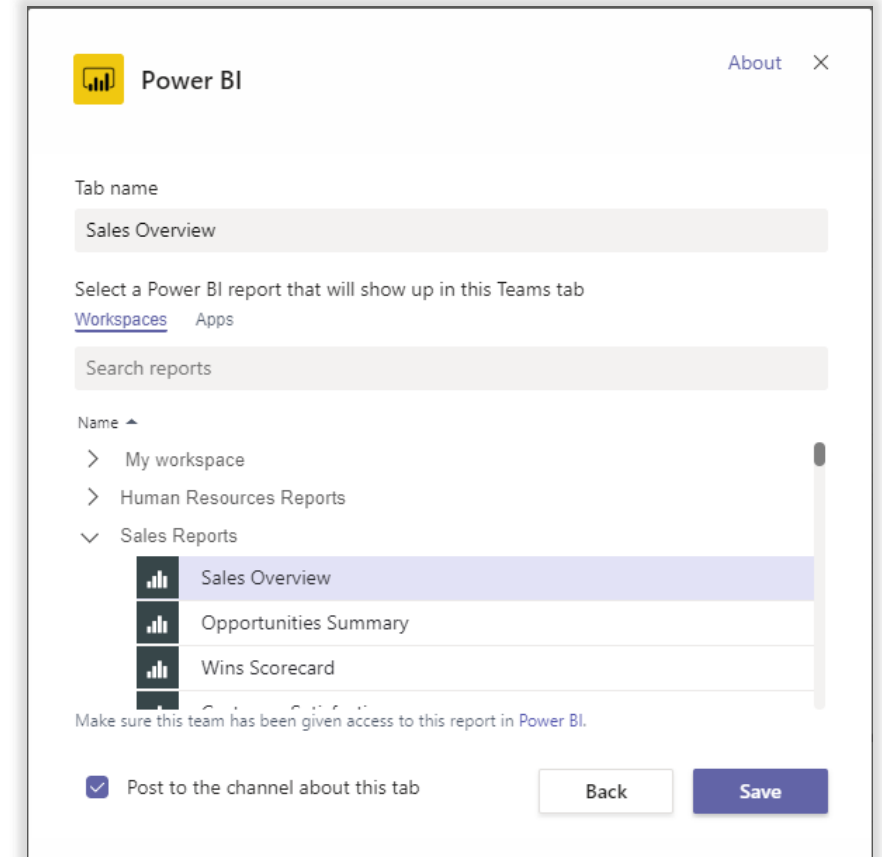 Power BI
About
Tab name
Sales Overview
Select a Power BI report that will show up in this Teams tab
Workspaces Apps
Search reports
Name
My workspace
Human Resources Reports
Sales Reports
Sales Overview
Opportunities Summary
Wins Scorecard
Make sure this team has been given access to this report in Power BI.
Post to the channel about this tab
Back
Save